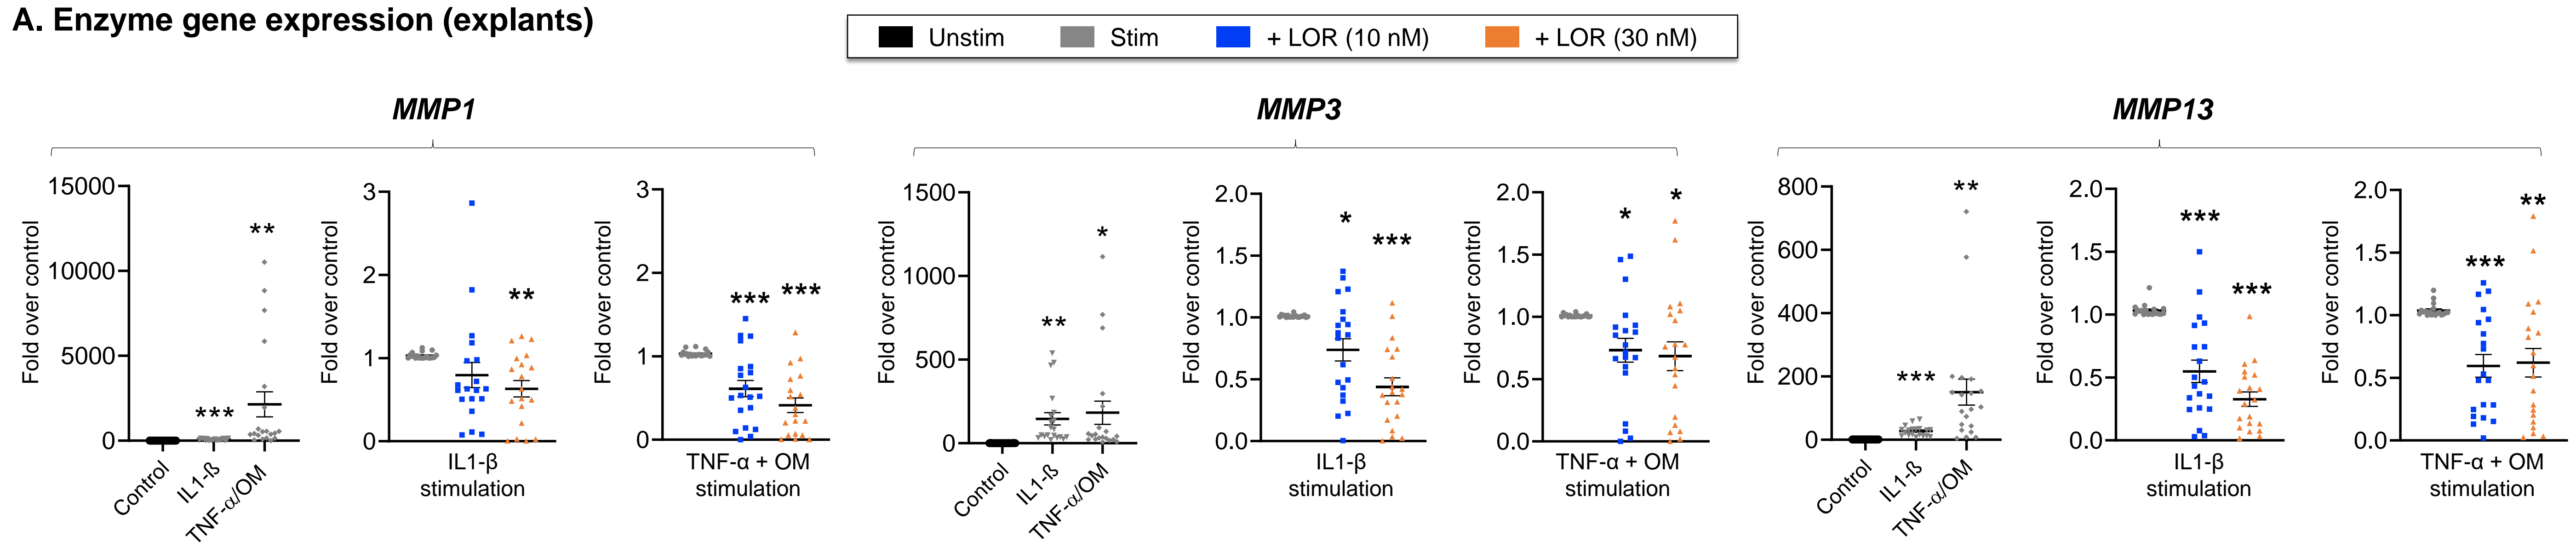 A. Enzyme gene expression (explants)
Unstim Stim + LOR (10 nM) + LOR (30 nM)
MMP1
Fold over control
15000
10000
5000
0
**
***
Control IL1-ß TNF-α/OM
Fold over control
3
2
1
0
**
IL1-β
stimulation
Fold over control
3
2
1
0
*** ***
TNF-α + OM
stimulation
MMP3
Fold over control
1500
1000
500
0
*
**
Control IL1-ß TNF-α/OM
Fold over control
2.0
1.5
1.0
0.5
0.0
*
***
IL1-β
stimulation
Fold over control
2.0
1.5
1.0
0.5
0.0
* *
TNF-α + OM
stimulation
MMP13
Fold over control
800
600
400
200
0
**
***
Control IL1-ß TNF-α/OM
Fold over control
2.0
1.5
1.0
0.5
0.0
***
***
IL1-β
stimulation
Fold over control
2.0
1.5
1.0
0.5
0.0
**
***
TNF-α + OM
stimulation